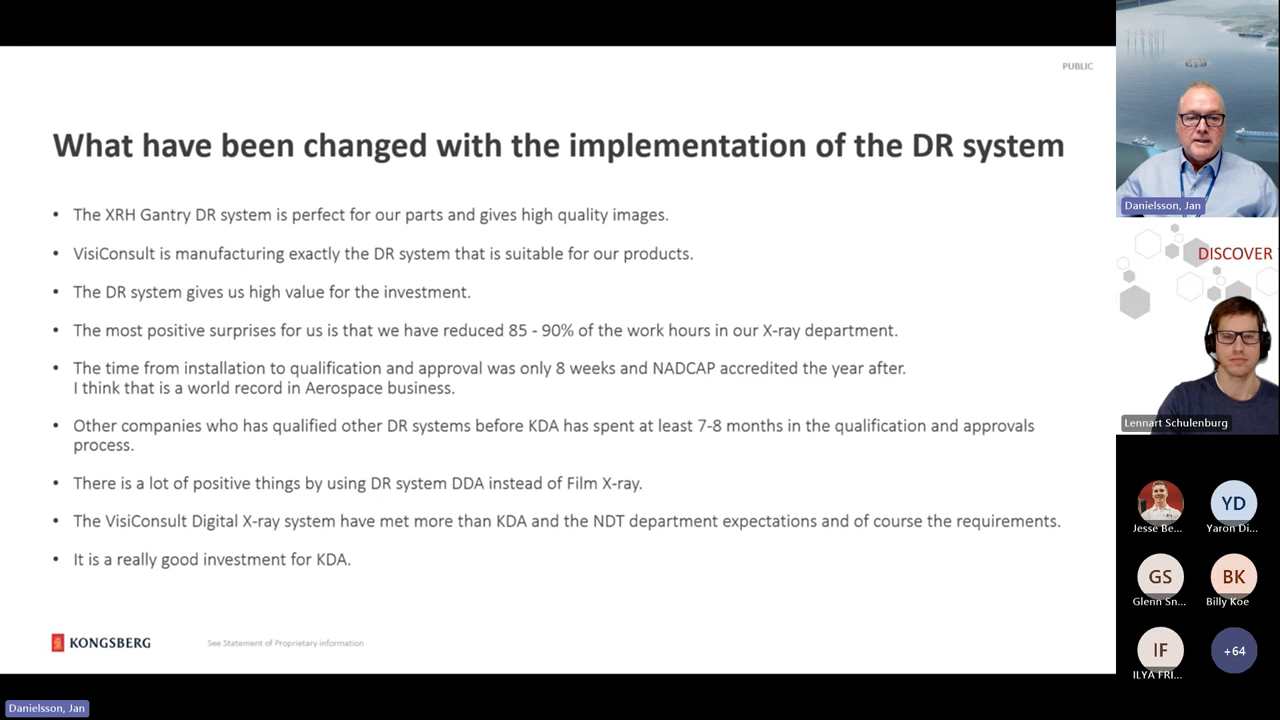 PUBLIC
What have been changed with the implementation of the DR system
• The XRH Gantry DR system is perfect for our parts and gives high quality images.
• VisiConsult is manufacturing exactly the DR system that is suitable for our products.
• The DR system gives us high value for the investment.
• The most positive surprises for us is that we have reduced 85 - 90% of the work hours in our X-ray department.
• The time from installation to qualification and approval was only 8 weeks and NADCAP accredited the year after.
I think that is a world record in Aerospace business.
• Other companies who has qualified other DR systems before KDA has spent at least 7-8 months in the qualification and approvals
process.
• There is a lot of positive things by using DR system DDA instead of Film X-ray.
• The VisiConsult Digital X-ray system have met more than KDA and the NDT department expectations and of course the requirements.
• It is a really good investment for KDA.
KONGSBERG
See Statement of Proprietary information
Danielsson, Jan
Danielsson, Jan
DISCOVER
Lennart Schulenburg
Jesse Be...
YD
Yaron Di...
GS
Glenn Sn...
BK
Billy Koe
IF
ILYA FRI...
+64